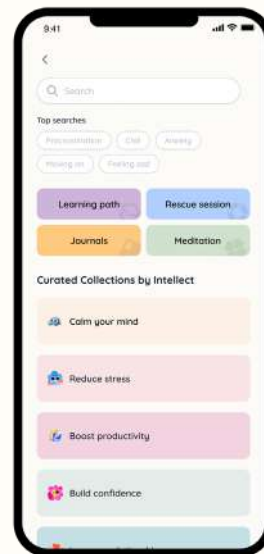 9:41
Search
Top searches
Procrastination Chat Anxiety
Moving on Feeling sad
Learning path Rescue session
Journals Meditation
Curated Collections by Intellect
Calm your mind
Reduce stress
Boost productivity
Build confidence